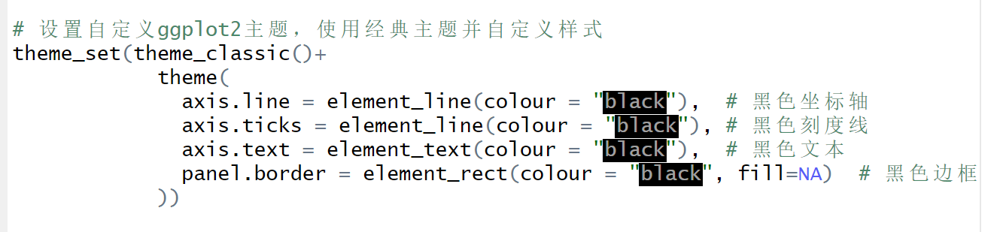 # 设置自定义ggplot2主题，使用经典主题并自定义样式
theme_set(theme_classic()+
            theme(
              axis.line = element_line(colour = "black"),  # 黑色坐标轴
              axis.ticks = element_line(colour = "black"), # 黑色刻度线
              axis.text = element_text(colour = "black"),  # 黑色文本
              panel.border = element_rect(colour = "black", fill=NA)  # 黑色边框
            ))